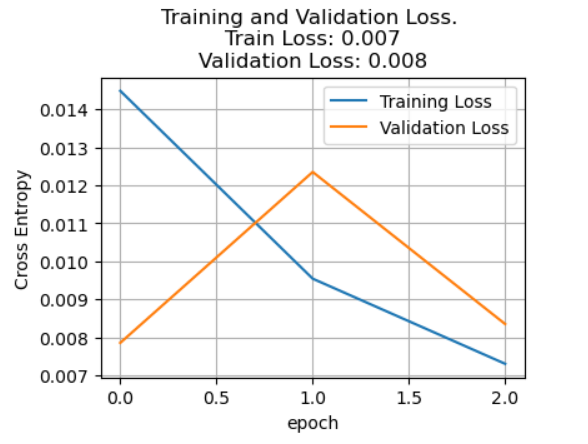 Training and Validation Loss.
Train Loss: 0.007
Validation Loss: 0.008
Training Loss
Validation Loss
0.014
0.013
0.012
0.011
0.010
0.009
0.008
0.007
Cross Entropy
0.0 0.5 1.0 1.5 2.0
epoch